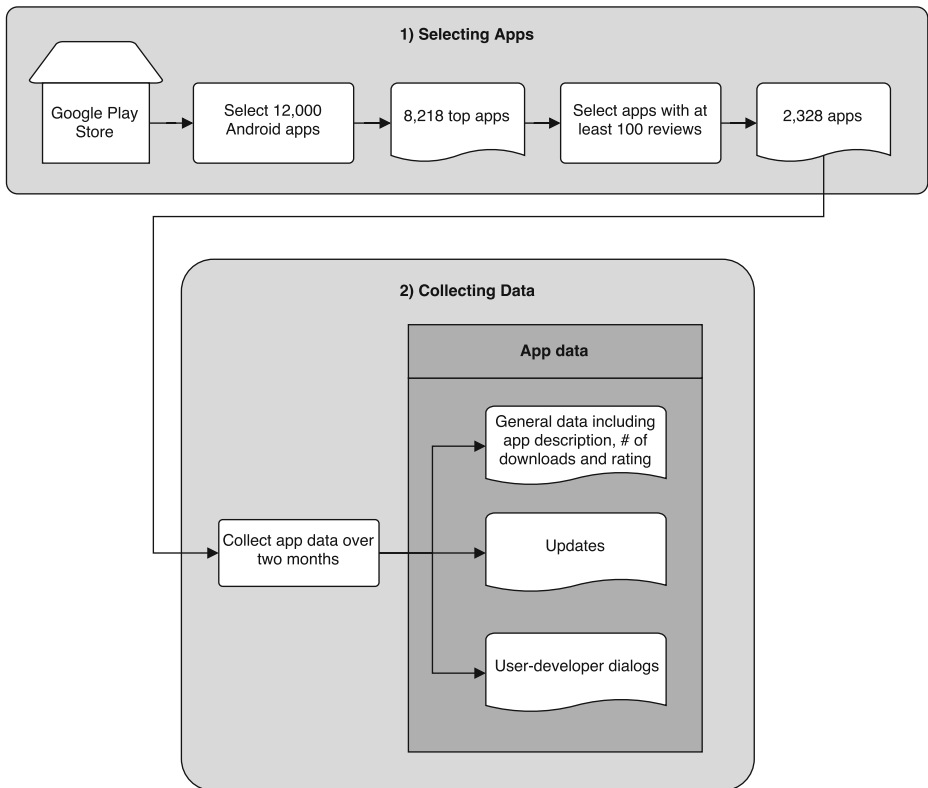 1) Selecting Apps
Google Play
Store
Select 12,000
Android apps
8,218 top apps
Select apps with at
least 100 reviews
2,328 apps
2) Collecting Data
App data
General data including
app description, # of
downloads and rating
Collect app data over
two months
Updates
User-developer dialogs